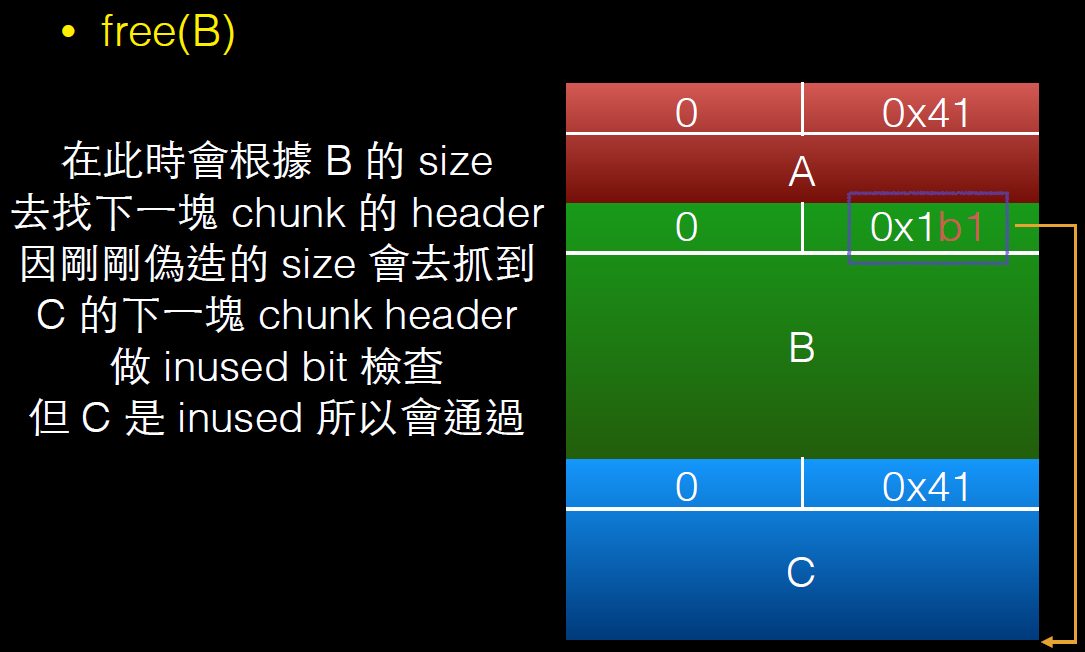 • free(B)
在此時會根據 B 的 size
去找下一塊 chunk 的 header
因剛剛偽造的 size 會去抓到
C 的下一塊 chunk header
做 inused bit 檢查
但 C 是 inused 所以會通過
0 0x41
A
0 0x1b1
B
0 0x41
C